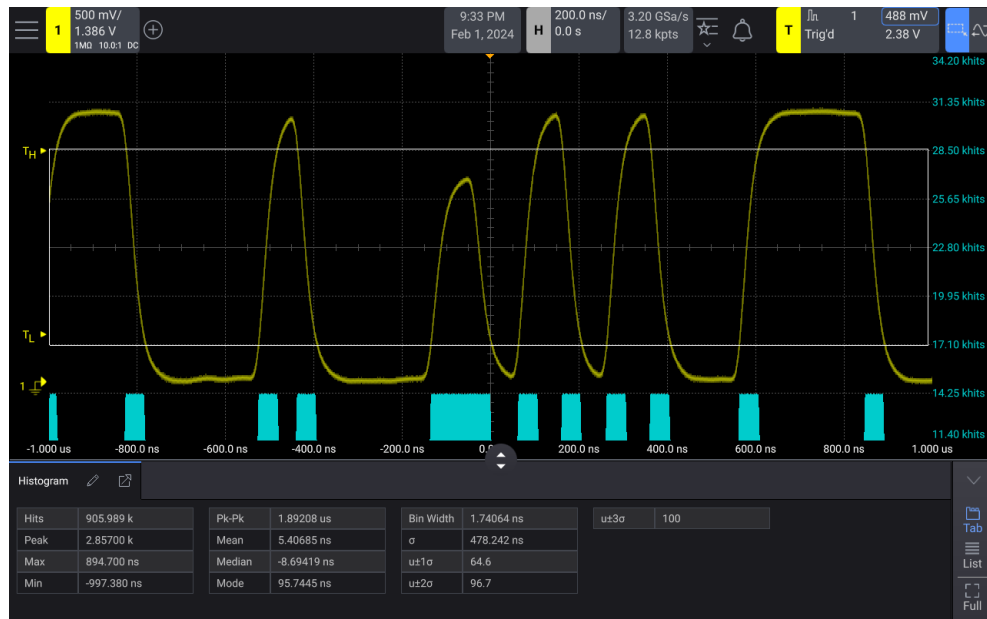 1 500 mV/ 1.386 V 1MΩ 10.0:1 DC
9:33 PM
Feb 1, 2024
H 200.0 ns/ 0.0 s
3.20 GSa/s
12.8 kpts
T 1 488 mV
Trig'd 2.38 V
34.20 khits
31.35 khits
TH 28.50 khits
25.65 khits
22.80 khits
19.95 khits
TL
17.10 khits
1
14.25 khits
11.40 khits
-1.000 us -800.0 ns -600.0 ns -400.0 ns -200.0 ns 200.0 ns 400.0 ns 600.0 ns 800.0 ns 1.000 us
Histogram
Hits 905.989 k Pk-Pk 1.89208 us Bin Width 1.74064 ns u±3σ 100
Peak 2.85700 k Mean 5.40685 ns σ 478.242 ns
Max 894.700 ns Median -8.69419 ns u±1σ 64.6
Min -997.380 ns Mode 95.7445 ns u±2σ 96.7
Tab
List
Full